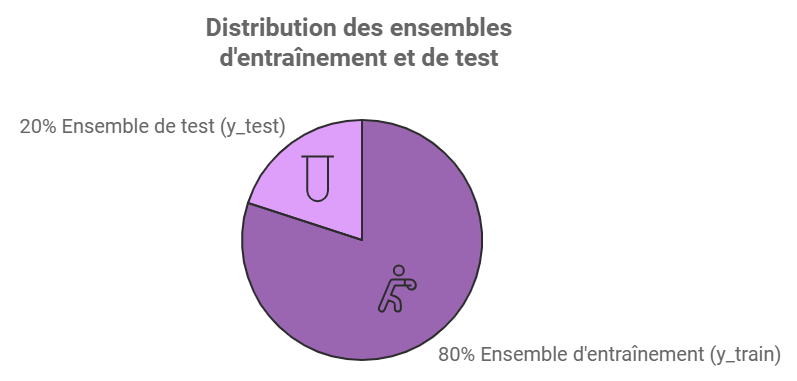 Distribution des ensembles
d'entraînement et de test
20% Ensemble de test (y_test)
80% Ensemble d'entraînement (y_train)